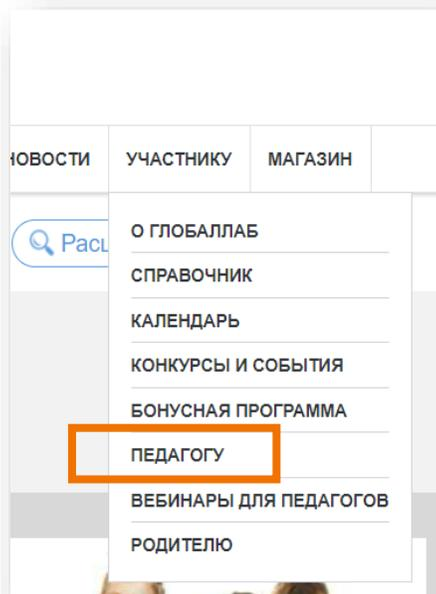 НОВОСТИ УЧАСТНИКУ МАГАЗИН
О ГЛОБАЛЛАБ
СПРАВОЧНИК
КАЛЕНДАРЬ
КОНКУРСЫ И СОБЫТИЯ
БОНУСНАЯ ПРОГРАММА
ПЕДАГОГУ
ВЕБИНАРЫ ДЛЯ ПЕДАГОГОВ
РОДИТЕЛЮ